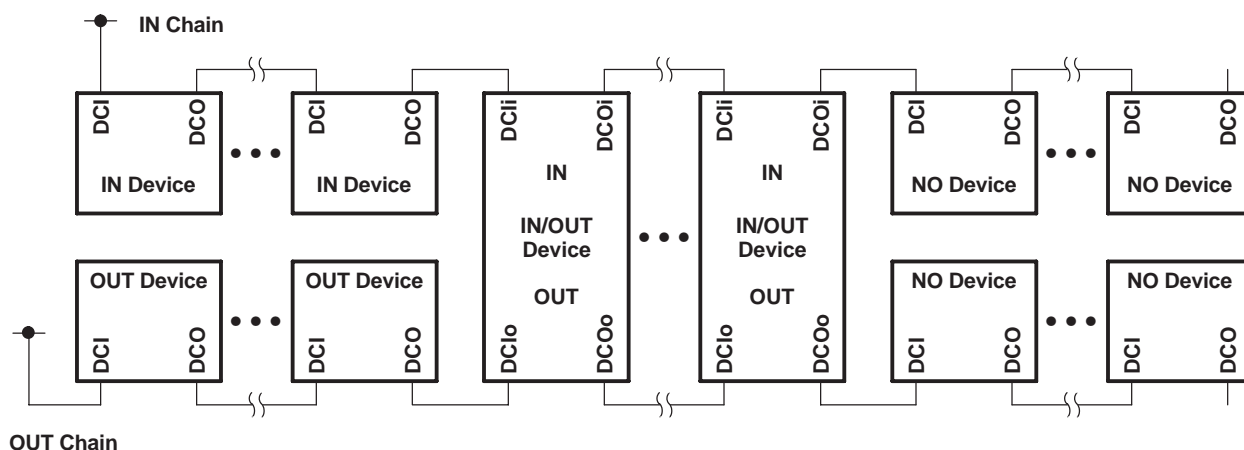 IN Chain
DCI
DCO
DCI
DCO
DCIi
DCOi
DCIi
DCOi
DCI
DCO
DCI
DCO
IN Device
IN Device
IN
IN
NO Device
NO Device
IN/OUT
Device
IN/OUT
Device
OUT Device
OUT Device
OUT
OUT
NO Device
NO Device
DCI
DCO
DCI
DCO
DCIo
DCOo
DCIo
DCOo
DCI
DCO
DCI
DCO
OUT Chain